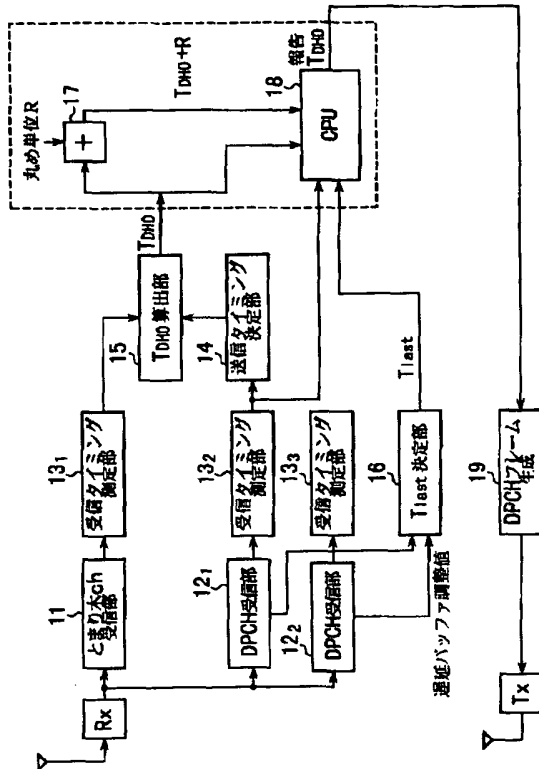 Rx
11
とまり木ch
受信部
13₁
受信タイミング
測定部
12₁
DPCH受信部
13₂
受信タイミング
測定部
12₂
DPCH受信部
13₃
受信タイミング
測定部
遅延バッファ調整値
15
TDHO算出部
14
送信タイミング
決定部
16
Tlast決定部
Tlast
TDHO
丸め単位R
17
+
TDHO+R
18
CPU
報告
TDHO
19
DPCHフレーム
生成
Tx